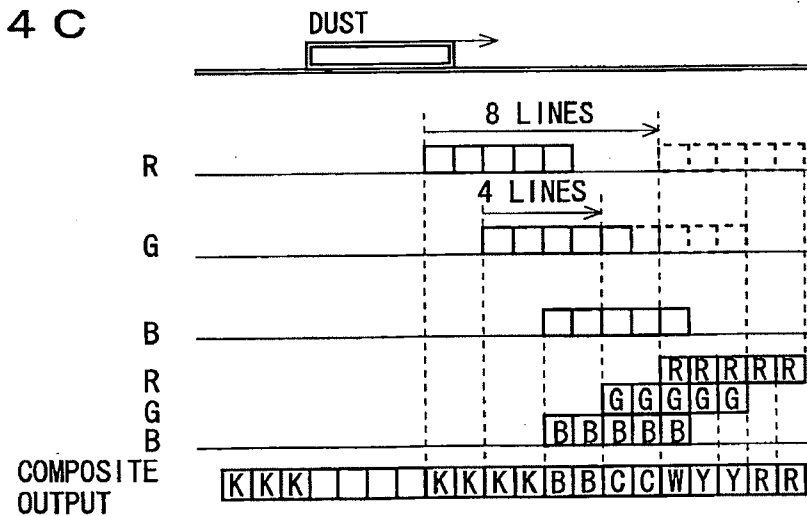 4 C
DUST
8 LINES
R
4 LINES
G
B
R R R R R R
G G G G G G
B B B B B B
COMPOSITE OUTPUT K K K K K K K B B C C W Y Y R R